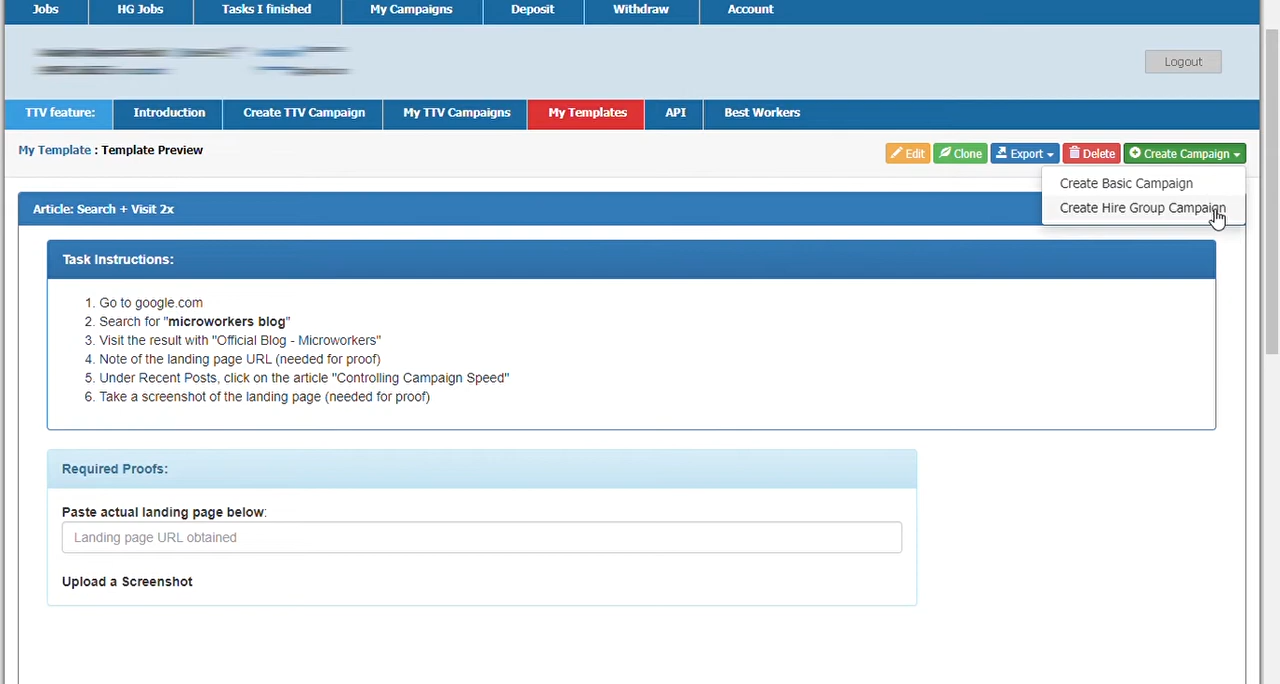 Jobs HG Jobs Tasks I finished My Campaigns Deposit Withdraw Account
Logout
TTV feature: Introduction Create TTV Campaign My TTV Campaigns My Templates API Best Workers
My Template : Template Preview Edit Clone Export Delete Create Campaign
Create Basic Campaign
Create Hire Group Campaign
Article: Search + Visit 2x
Task Instructions:
1. Go to google.com
2. Search for "microworkers blog"
3. Visit the result with "Official Blog - Microworkers"
4. Note of the landing page URL (needed for proof)
5. Under Recent Posts, click on the article "Controlling Campaign Speed"
6. Take a screenshot of the landing page (needed for proof)
Required Proofs:
Paste actual landing page below:
Landing page URL obtained
Upload a Screenshot